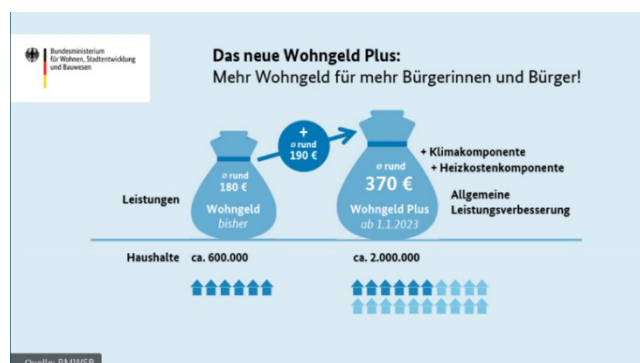 Bundesministerium
für Wohnen, Stadtentwicklung
und Bauwesen
Das neue Wohngeld Plus:
Mehr Wohngeld für mehr Bürgerinnen und Bürger!
+
ø rund
190 €
ø rund
180 €
Wohngeld
bisher
ø rund
370 €
Wohngeld Plus
ab 1.1.2023
+ Klimakomponente
+ Heizkostenkomponente
Allgemeine
Leistungsverbesserung
Leistungen
Haushalte ca. 600.000 ca. 2.000.000
Quelle: BMWSB